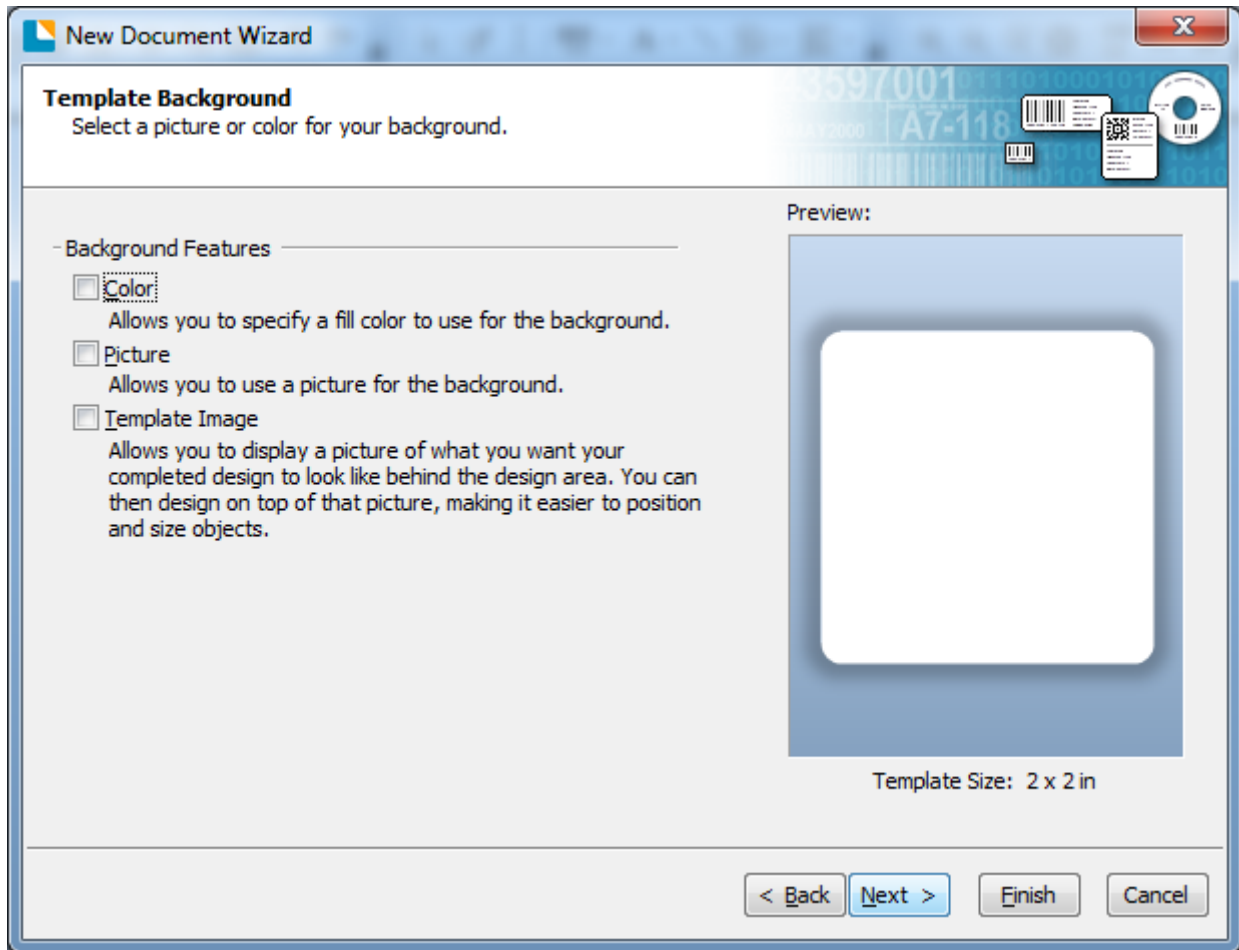 New Document Wizard
Template Background
Select a picture or color for your background.
3597001
A7-118
Preview:
Background Features
Color
Allows you to specify a fill color to use for the background.
Picture
Allows you to use a picture for the background.
Template Image
Allows you to display a picture of what you want your
completed design to look like behind the design area. You can
then design on top of that picture, making it easier to position
and size objects.
Template Size: 2 x 2 in
< Back
Next >
Finish
Cancel